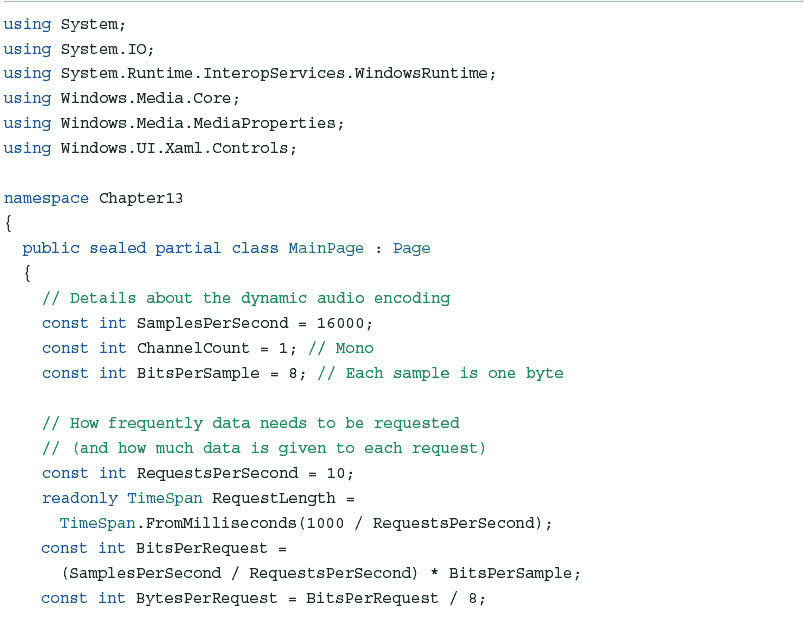 using System;
using System.IO;
using System.Runtime.InteropServices.WindowsRuntime;
using Windows.Media.Core;
using Windows.Media.MediaProperties;
using Windows.UI.Xaml.Controls;

namespace Chapter13
{
  public sealed partial class MainPage : Page
  {
    // Details about the dynamic audio encoding
    const int SamplesPerSecond = 16000;
    const int ChannelCount = 1; // Mono
    const int BitsPerSample = 8; // Each sample is one byte

    // How frequently data needs to be requested
    // (and how much data is given to each request)
    const int RequestsPerSecond = 10;
    readonly TimeSpan RequestLength =
      TimeSpan.FromMilliseconds(1000 / RequestsPerSecond);
    const int BitsPerRequest =
      (SamplesPerSecond / RequestsPerSecond) * BitsPerSample;
    const int BytesPerRequest = BitsPerRequest / 8;